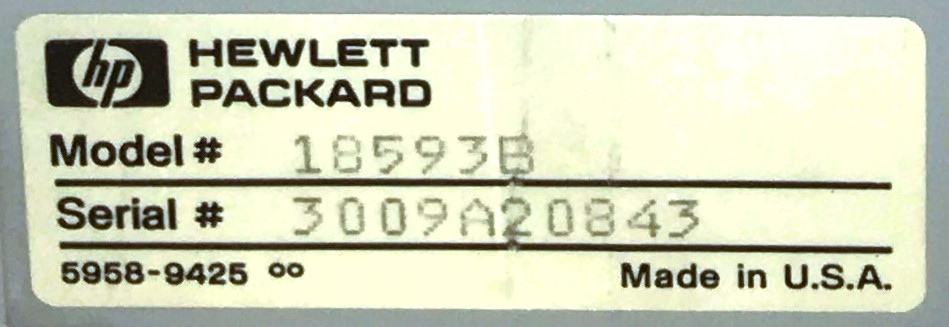 hp HEWLETT
PACKARD
Model # 18593B
Serial # 3009A20843
5958-9425 oo Made in U.S.A.